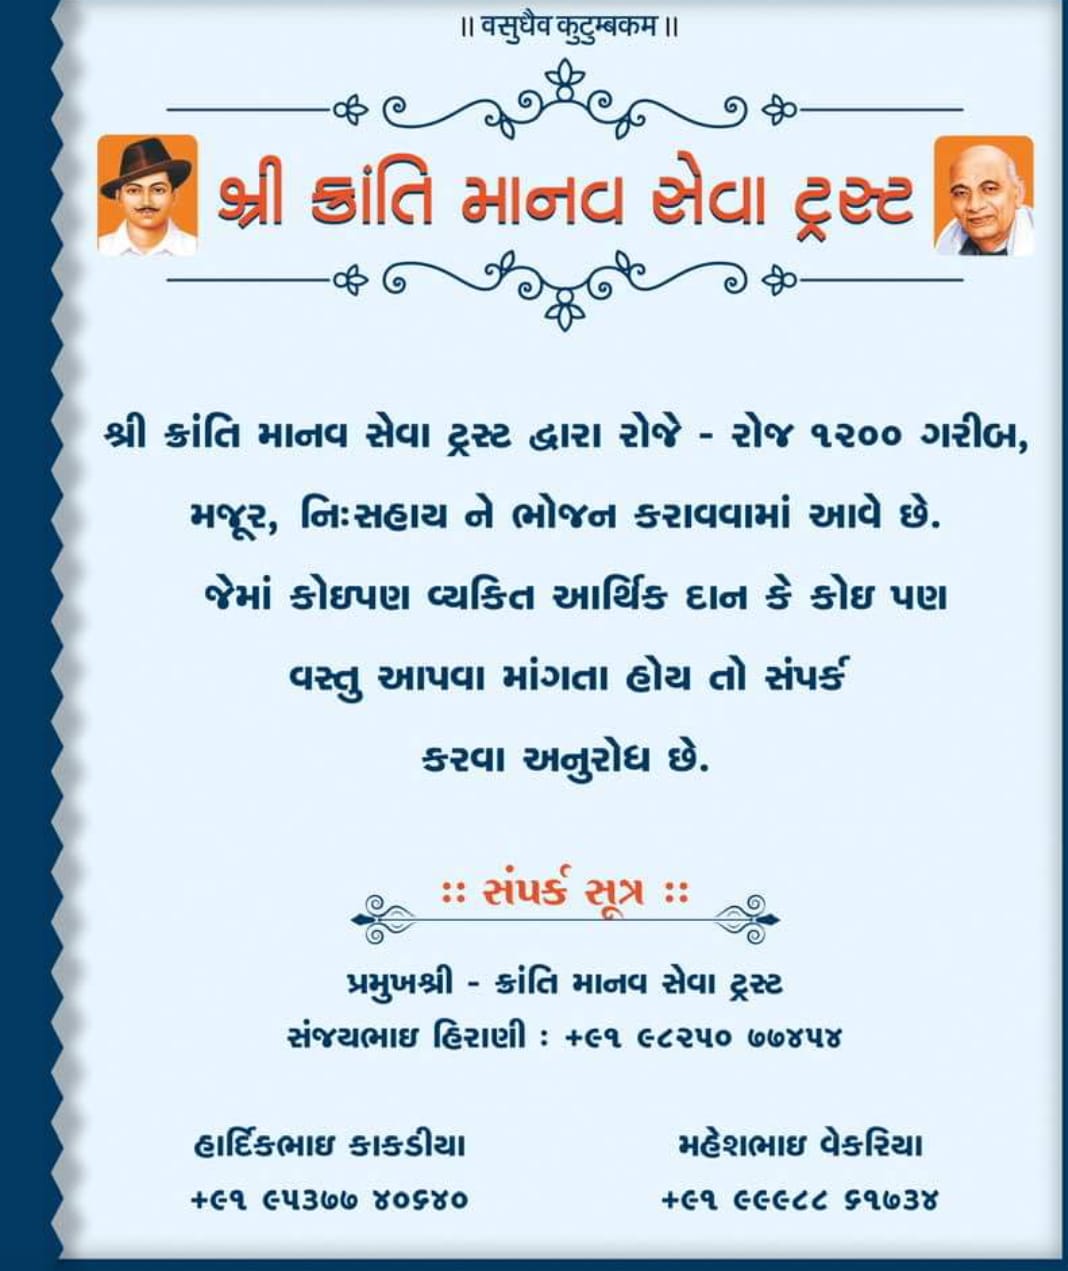 ॥ वसुधैव कुटुम्बकम ॥
શ્રી ક્રાંતિ માનવ સેવા ટ્રસ્ટ
શ્રી ક્રાંતિ માનવ સેવા ટ્રસ્ટ દ્વારા રોજે - રોજ ૧૨૦૦ ગરીબ,
મજૂર, નિઃસહાય ને ભોજન કરાવવામાં આવે છે.
જેમાં કોઇપણ વ્યકિત આર્થિક દાન કે કોઇ પણ
વસ્તુ આપવા માંગતા હોય તો સંપર્ક
કરવા અનુરોધ છે.
:: સંપર્ક સૂત્ર ::
પ્રમુખશ્રી - ક્રાંતિ માનવ સેવા ટ્રસ્ટ
સંજયભાઇ હિરાણી : +૯૧ ૯૮૨૫૦ ૭૭૪૫૪
હાર્દિકભાઇ કાકડીયા
+૯૧ ૯૫૩૭૭ ૪૦૬૪૦
મહેશભાઇ વેકરિયા
+૯૧ ૯૯૯૮૮ ૬૧૭૩૪